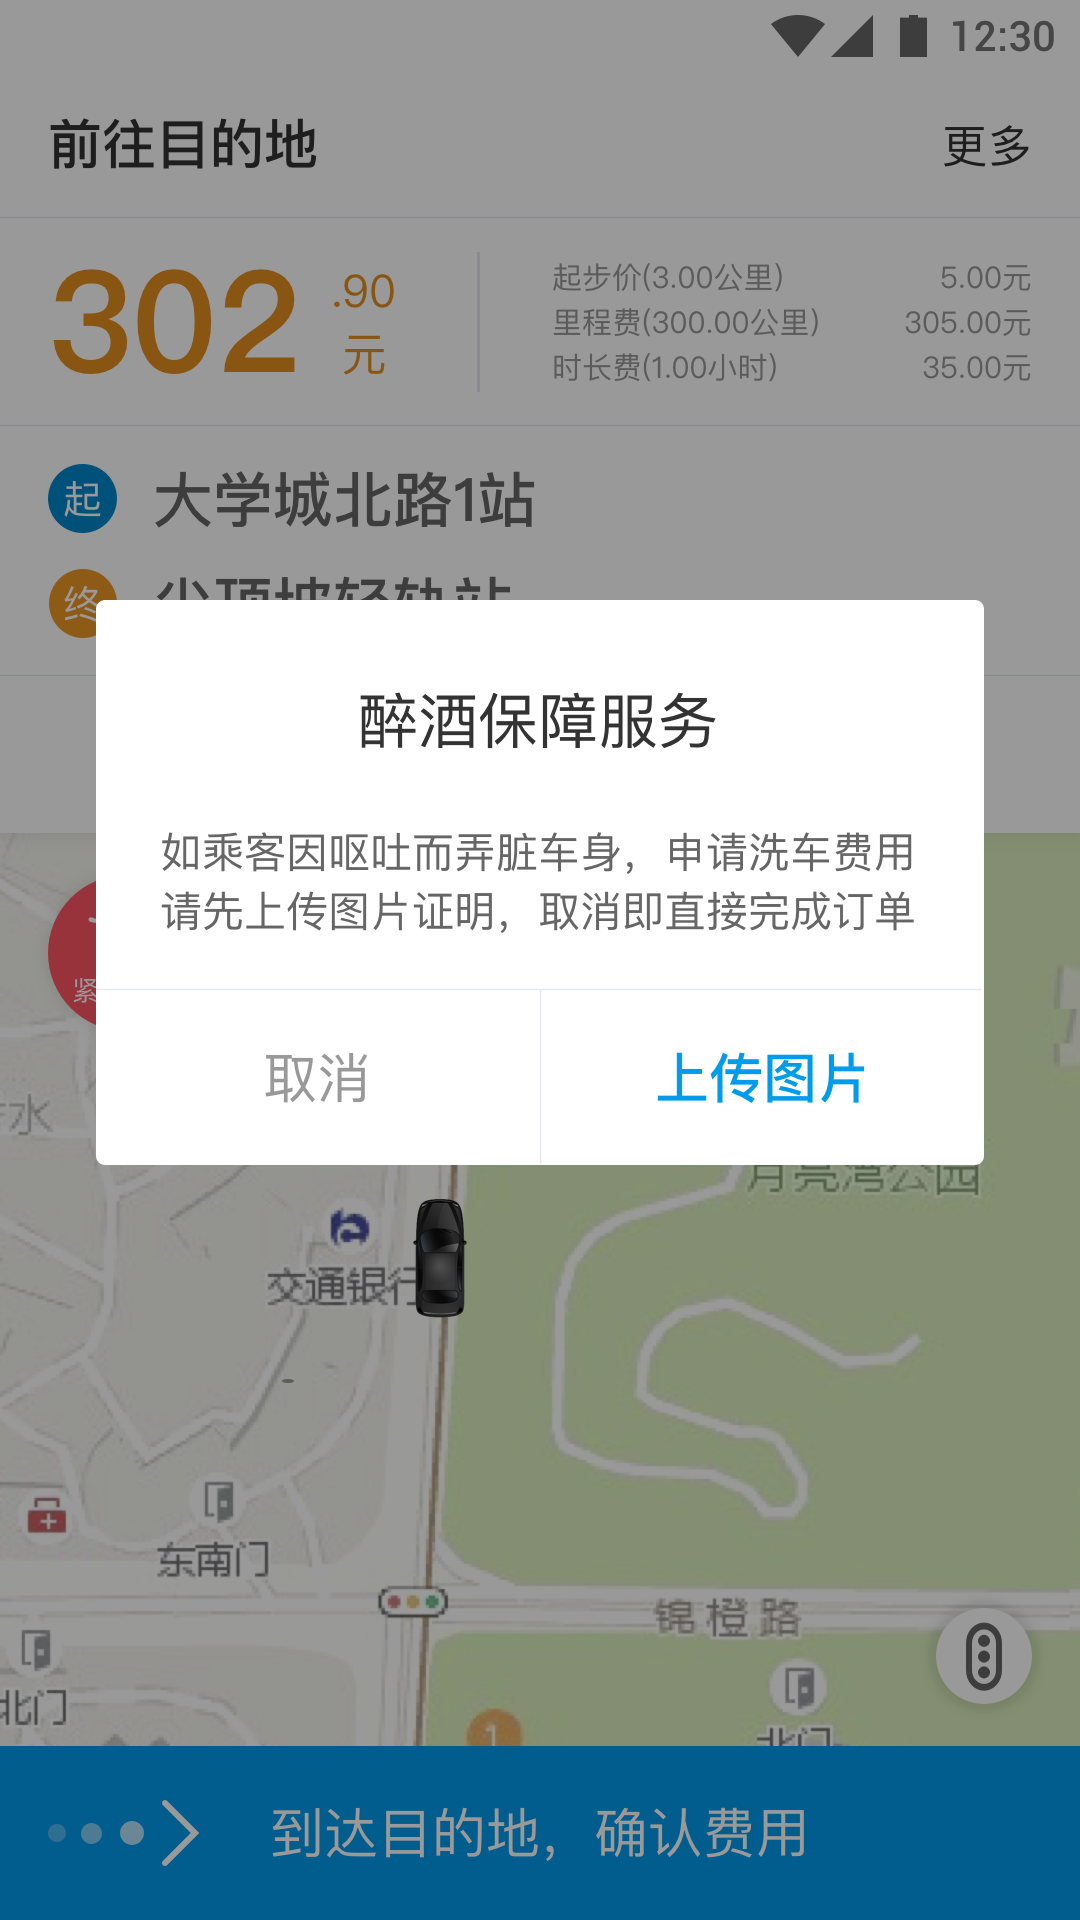 12:30
前往目的地
更多
302
.90
元
起步价(3.00公里)
5.00元
里程费(300.00公里)
305.00元
时长费(1.00小时)
35.00元
起
大学城北路1站
终
尖顶坡轻轨站
醉酒保障服务
如乘客因呕吐而弄脏车身，申请洗车费用
请先上传图片证明，取消即直接完成订单
紧
取消
上传图片
水
月亮湾公园
交通银行
东南门
锦橙路
北门
1
北门
到达目的地，确认费用